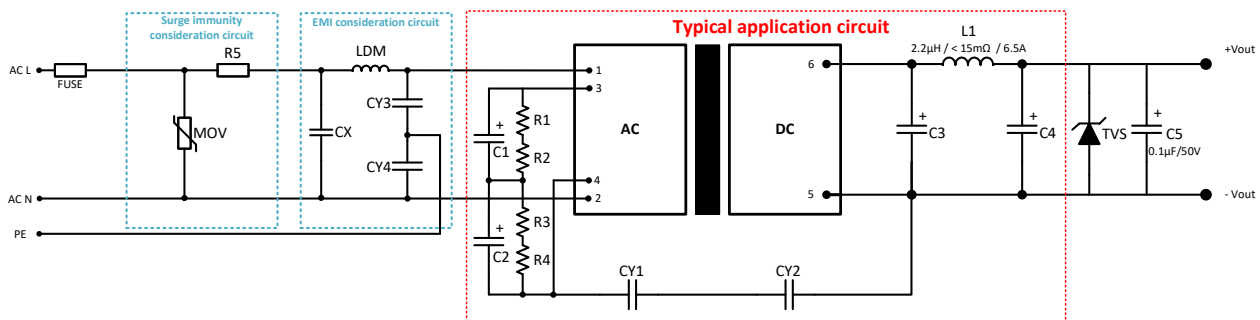 Surge immunity
consideration circuit
EMI consideration circuit
Typical application circuit
R5
LDM
L1
2.2µH / < 15mΩ / 6.5A
AC L
FUSE
1
6
+Vout
3
CY3
R1
MOV
CX
+
C1
R2
AC
DC
+
C3
+
C4
TVS
+
C5
0.1µF/50V
CY4
4
AC N
2
5
- Vout
R3
PE
+
C2
R4
CY1
CY2